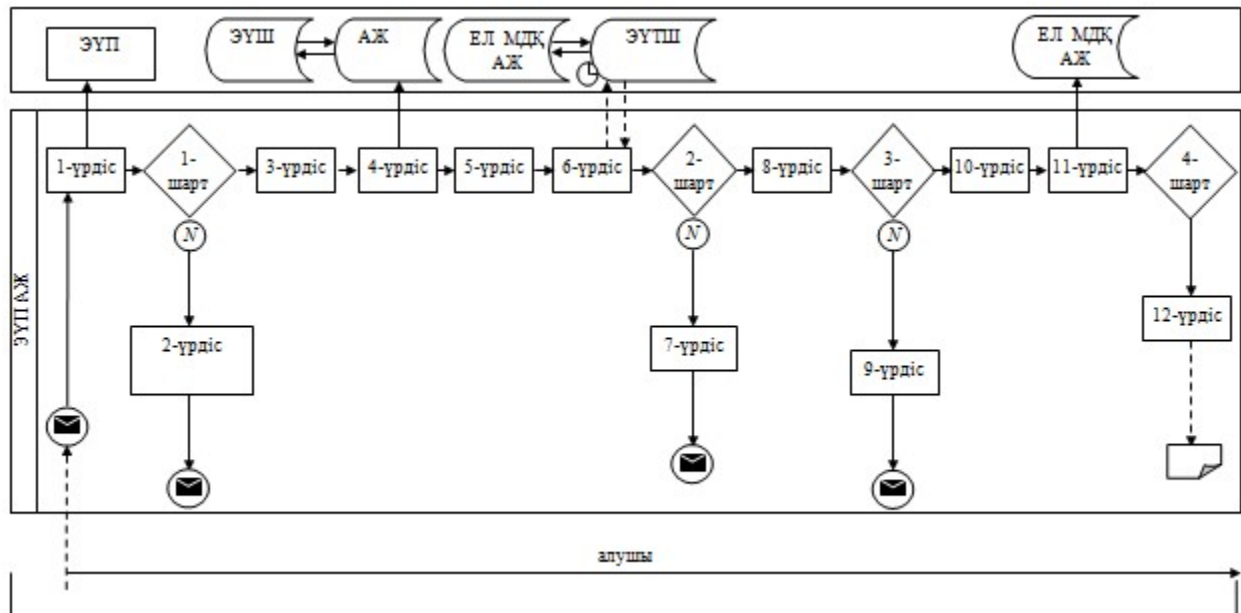 ЭҮП
ЭҮШ
АЖ
ЕЛ МДҚ
АЖ
ЭҮТШ
ЕЛ МДҚ
АЖ
ЭҮП АЖ
1-үрдіс
1-
шарт
3-үрдіс
4-үрдіс
5-үрдіс
6-үрдіс
2-
шарт
8-үрдіс
3-
шарт
10-үрдіс
11-үрдіс
4-
шарт
N
N
N
2-үрдіс
7-үрдіс
9-үрдіс
12-үрдіс
алушы